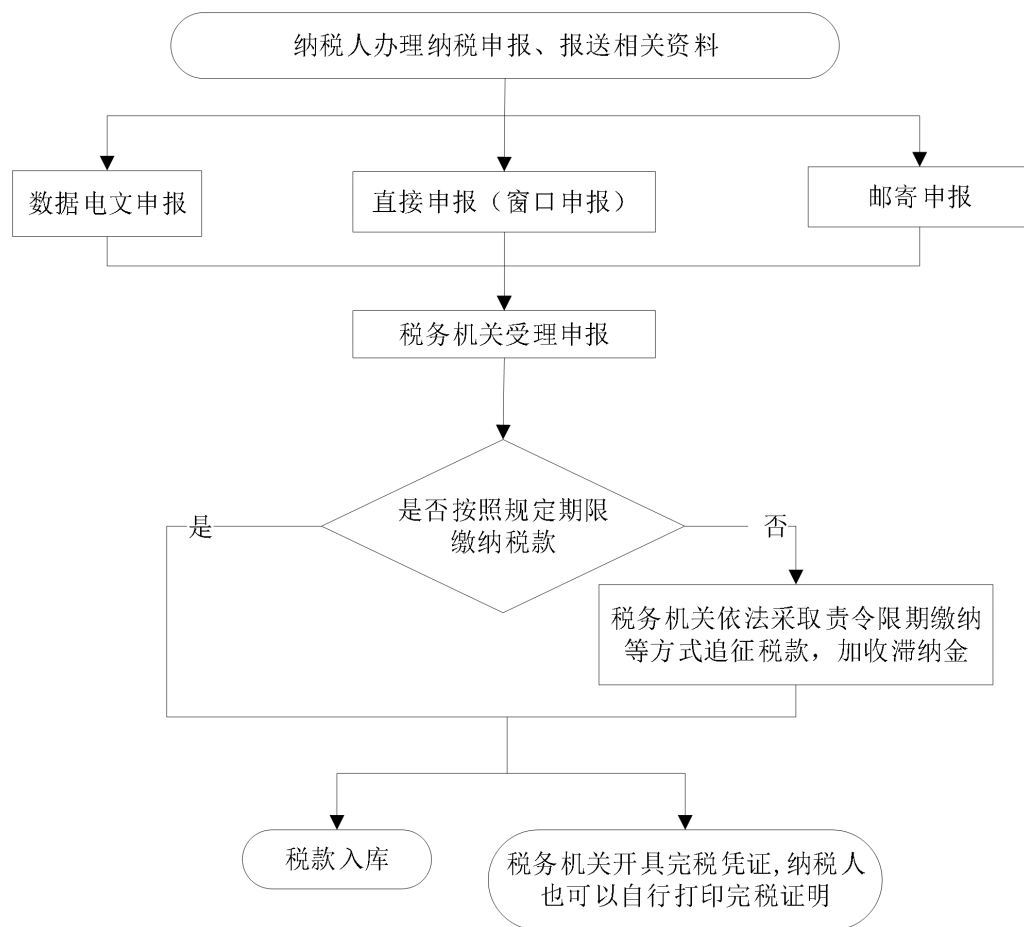 纳税人办理纳税申报、报送相关资料
数据电文申报
直接申报（窗口申报）
邮寄申报
税务机关受理申报
是否按照规定期限
缴纳税款
是
否
税务机关依法采取责令限期缴纳
等方式追征税款，加收滞纳金
税款入库
税务机关开具完税凭证,纳税人
也可以自行打印完税证明